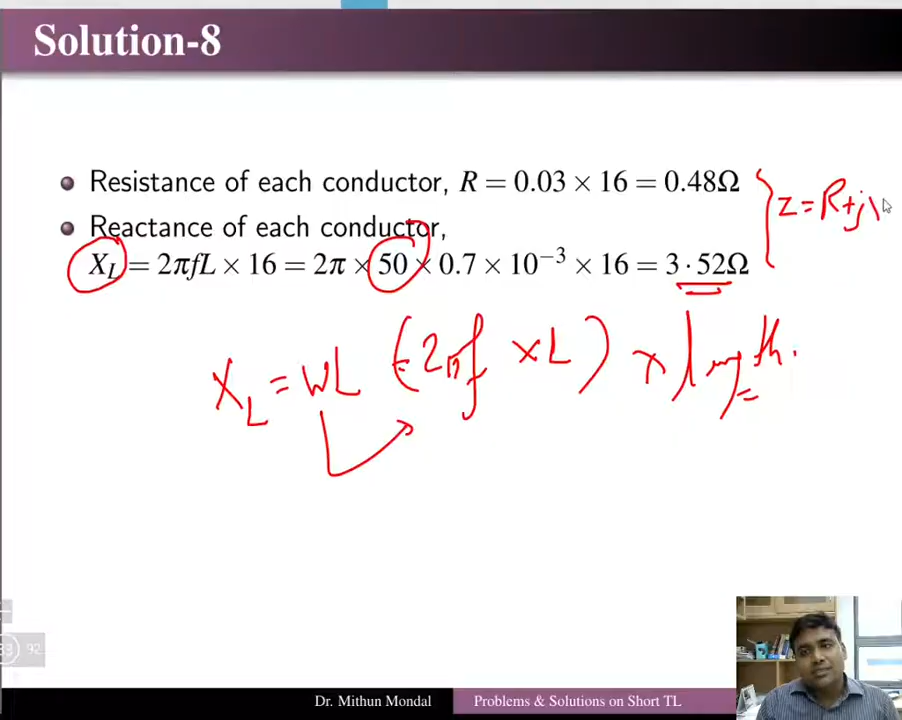 Solution-8
Resistance of each conductor, R = 0.03 × 16 = 0.48Ω
Reactance of each conductor,
X_L = 2πfL × 16 = 2π × 50 × 0.7 × 10⁻³ × 16 = 3·52Ω
Z = R+j
X_L = WL (2πf × L) × length.
92
Dr. Mithun Mondal Problems & Solutions on Short TL